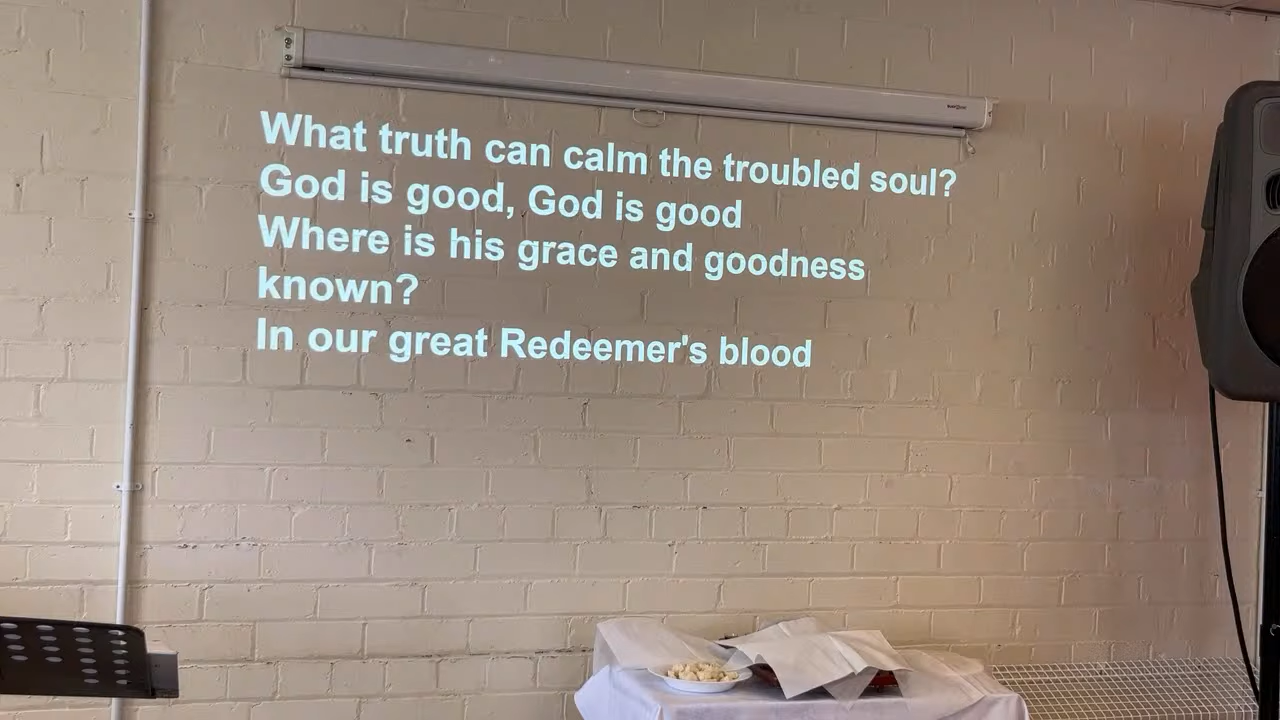 What truth can calm the troubled soul?
God is good, God is good
Where is his grace and goodness
known?
In our great Redeemer's blood